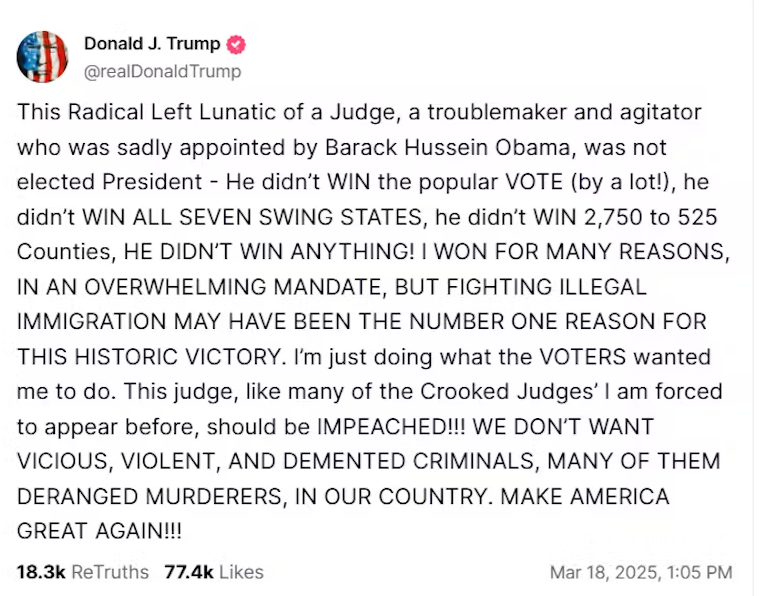 Donald J. Trump
@realDonaldTrump
This Radical Left Lunatic of a Judge, a troublemaker and agitator
who was sadly appointed by Barack Hussein Obama, was not
elected President - He didn’t WIN the popular VOTE (by a lot!), he
didn’t WIN ALL SEVEN SWING STATES, he didn’t WIN 2,750 to 525
Counties, HE DIDN’T WIN ANYTHING! I WON FOR MANY REASONS,
IN AN OVERWHELMING MANDATE, BUT FIGHTING ILLEGAL
IMMIGRATION MAY HAVE BEEN THE NUMBER ONE REASON FOR
THIS HISTORIC VICTORY. I’m just doing what the VOTERS wanted
me to do. This judge, like many of the Crooked Judges’ I am forced
to appear before, should be IMPEACHED!!! WE DON’T WANT
VICIOUS, VIOLENT, AND DEMENTED CRIMINALS, MANY OF THEM
DERANGED MURDERERS, IN OUR COUNTRY. MAKE AMERICA
GREAT AGAIN!!!
18.3k ReTruths 77.4k Likes Mar 18, 2025, 1:05 PM